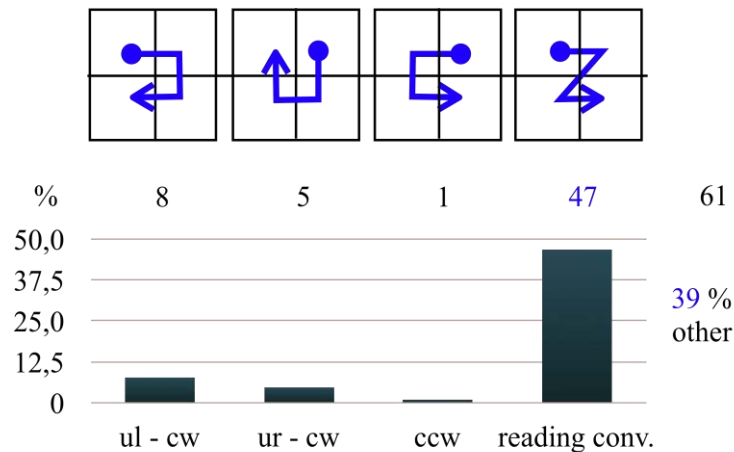 % 8 5 1 47 61
50,0
37,5
25,0
12,5
0
39 %
other
ul - cw ur - cw ccw reading conv.